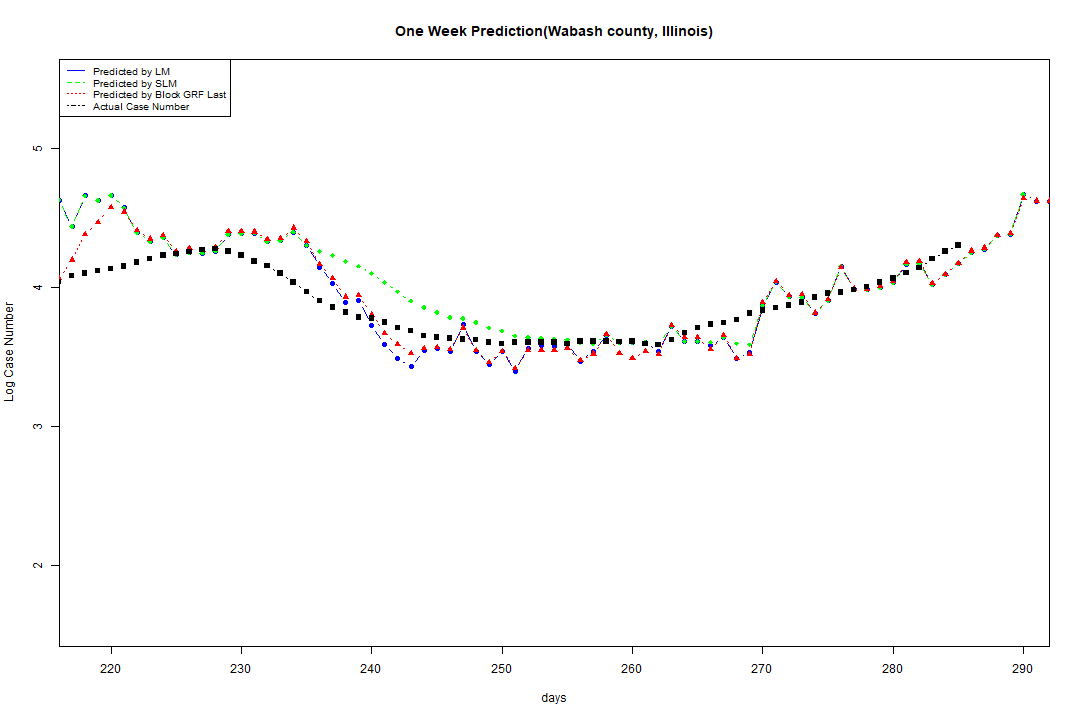 One Week Prediction(Wabash county, Illinois)
Predicted by LM
Predicted by SLM
Predicted by Block GRF Last
Actual Case Number
5
4
3
2
Log Case Number
220 230 240 250 260 270 280 290
days